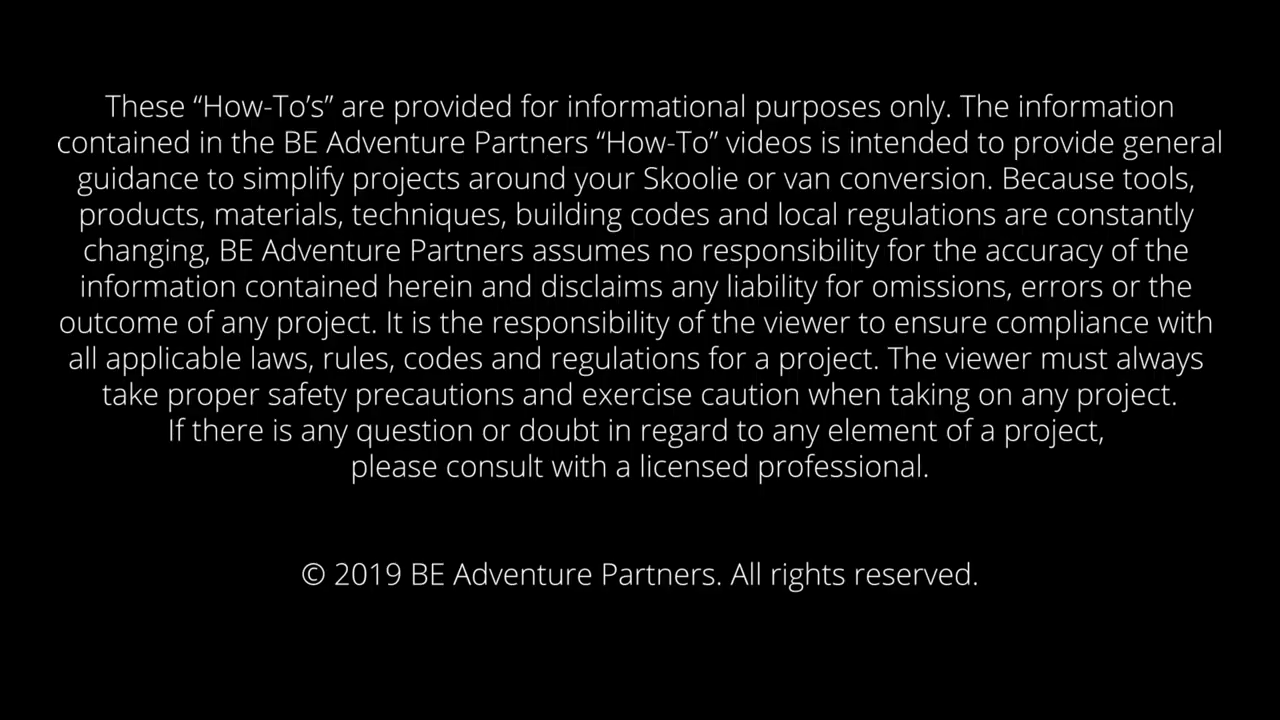 These “How-To’s” are provided for informational purposes only. The information
contained in the BE Adventure Partners “How-To” videos is intended to provide general
guidance to simplify projects around your Skoolie or van conversion. Because tools,
products, materials, techniques, building codes and local regulations are constantly
changing, BE Adventure Partners assumes no responsibility for the accuracy of the
information contained herein and disclaims any liability for omissions, errors or the
outcome of any project. It is the responsibility of the viewer to ensure compliance with
all applicable laws, rules, codes and regulations for a project. The viewer must always
take proper safety precautions and exercise caution when taking on any project.
If there is any question or doubt in regard to any element of a project,
please consult with a licensed professional.
© 2019 BE Adventure Partners. All rights reserved.